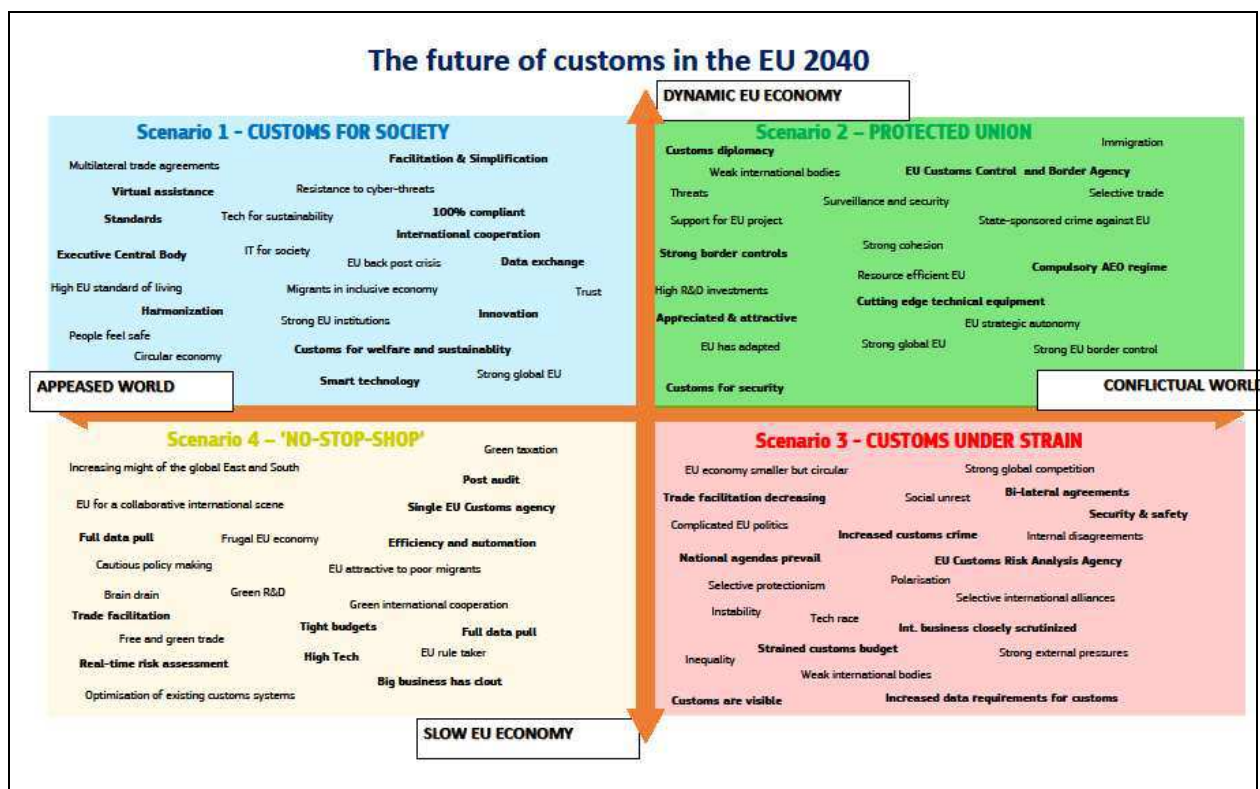 The future of customs in the EU 2040
DYNAMIC EU ECONOMY
Scenario 1 - CUSTOMS FOR SOCIETY
Facilitation & Simplification
Multilateral trade agreements
Virtual assistance
Resistance to cyber-threats
Standards
Tech for sustainability
100% compliant
International cooperation
Executive Central Body
IT for society
EU back post crisis
Data exchange
High EU standard of living
Migrants in inclusive economy
Trust
Harmonization
Strong EU institutions
Innovation
People feel safe
Circular economy
Customs for welfare and sustainablity
Smart technology
Strong global EU
APPEASED WORLD
Scenario 2 - PROTECTED UNION
Immigration
Customs diplomacy
Weak international bodies
EU Customs Control and Border Agency
Threats
Surveillance and security
Selective trade
Support for EU project
State-sponsored crime against EU
Strong border controls
Strong cohesion
Resource efficient EU
Compulsory AEO regime
High R&D investments
Cutting edge technical equipment
Appreciated & attractive
EU strategic autonomy
EU has adapted
Strong global EU
Strong EU border control
Customs for security
CONFLICTUAL WORLD
Scenario 4 – 'NO-STOP-SHOP'
Green taxation
Increasing might of the global East and South
Post audit
EU for a collaborative international scene
Single EU Customs agency
Full data pull
Frugal EU economy
Efficiency and automation
Cautious policy making
EU attractive to poor migrants
Brain drain
Green R&D
Green international cooperation
Trade facilitation
Free and green trade
Tight budgets
Full data pull
Real-time risk assessment
High Tech
EU rule taker
Big business has clout
Optimisation of existing customs systems
Scenario 3 - CUSTOMS UNDER STRAIN
EU economy smaller but circular
Strong global competition
Trade facilitation decreasing
Social unrest
Bi-lateral agreements
Security & safety
Complicated EU politics
Increased customs crime
Internal disagreements
National agendas prevail
EU Customs Risk Analysis Agency
Selective protectionism
Polarisation
Selective international alliances
Instability
Tech race
Int. business closely scrutinized
Inequality
Strained customs budget
Strong external pressures
Weak international bodies
Customs are visible
Increased data requirements for customs
SLOW EU ECONOMY